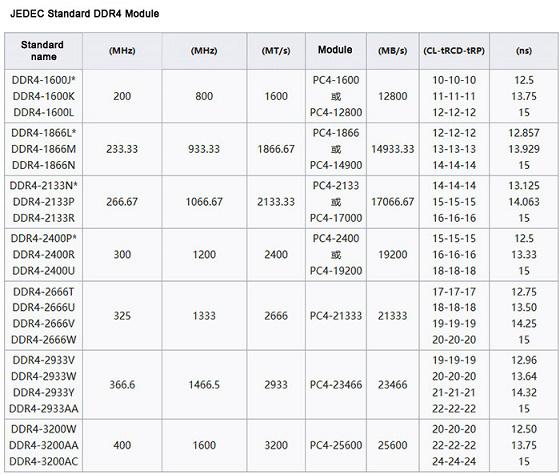 JEDEC Standard DDR4 Module
Standard name (MHz) (MHz) (MT/s) Module (MB/s) (CL-tRCD-tRP) (ns)
DDR4-1600J* 10-10-10 12.5
DDR4-1600K 200 800 1600 PC4-1600 或 PC4-12800 12800 11-11-11 13.75
DDR4-1600L 12-12-12 15
DDR4-1866L* 12-12-12 12.857
DDR4-1866M 233.33 933.33 1866.67 PC4-1866 或 PC4-14900 14933.33 13-13-13 13.929
DDR4-1866N 14-14-14 15
DDR4-2133N* 14-14-14 13.125
DDR4-2133P 266.67 1066.67 2133.33 PC4-2133 或 PC4-17000 17066.67 15-15-15 14.063
DDR4-2133R 16-16-16 15
DDR4-2400P* 15-15-15 12.5
DDR4-2400R 300 1200 2400 PC4-2400 或 PC4-19200 19200 16-16-16 13.33
DDR4-2400U 18-18-18 15
DDR4-2666T 17-17-17 12.75
DDR4-2666U 325 1333 2666 PC4-21333 21333 18-18-18 13.50
DDR4-2666V 19-19-19 14.25
DDR4-2666W 20-20-20 15
DDR4-2933V 19-19-19 12.96
DDR4-2933W 366.6 1466.5 2933 PC4-23466 23466 20-20-20 13.64
DDR4-2933Y 21-21-21 14.32
DDR4-2933AA 22-22-22 15
DDR4-3200W 20-20-20 12.50
DDR4-3200AA 400 1600 3200 PC4-25600 25600 22-22-22 13.75
DDR4-3200AC 24-24-24 15